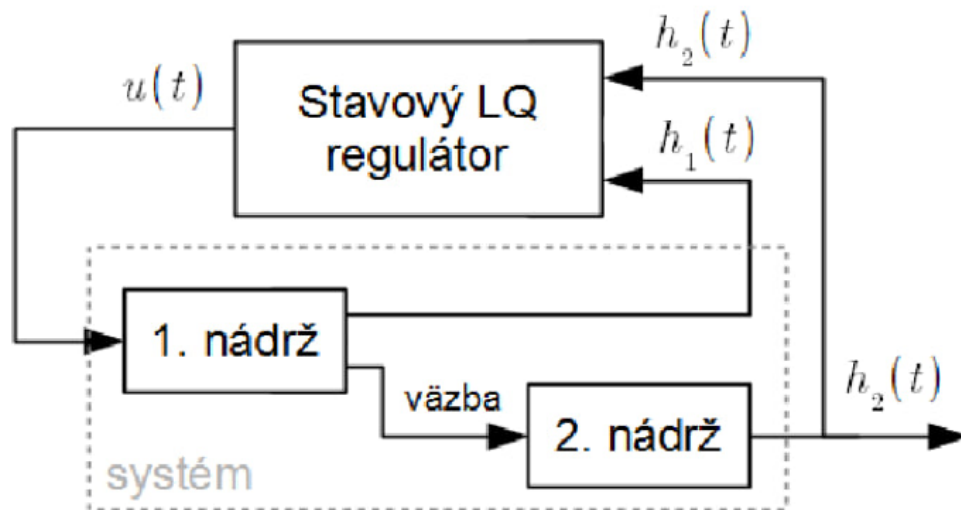 h₂(t)
u(t)
Stavový LQ
regulátor
h₁(t)
1. nádrž
väzba
h₂(t)
2. nádrž
systém